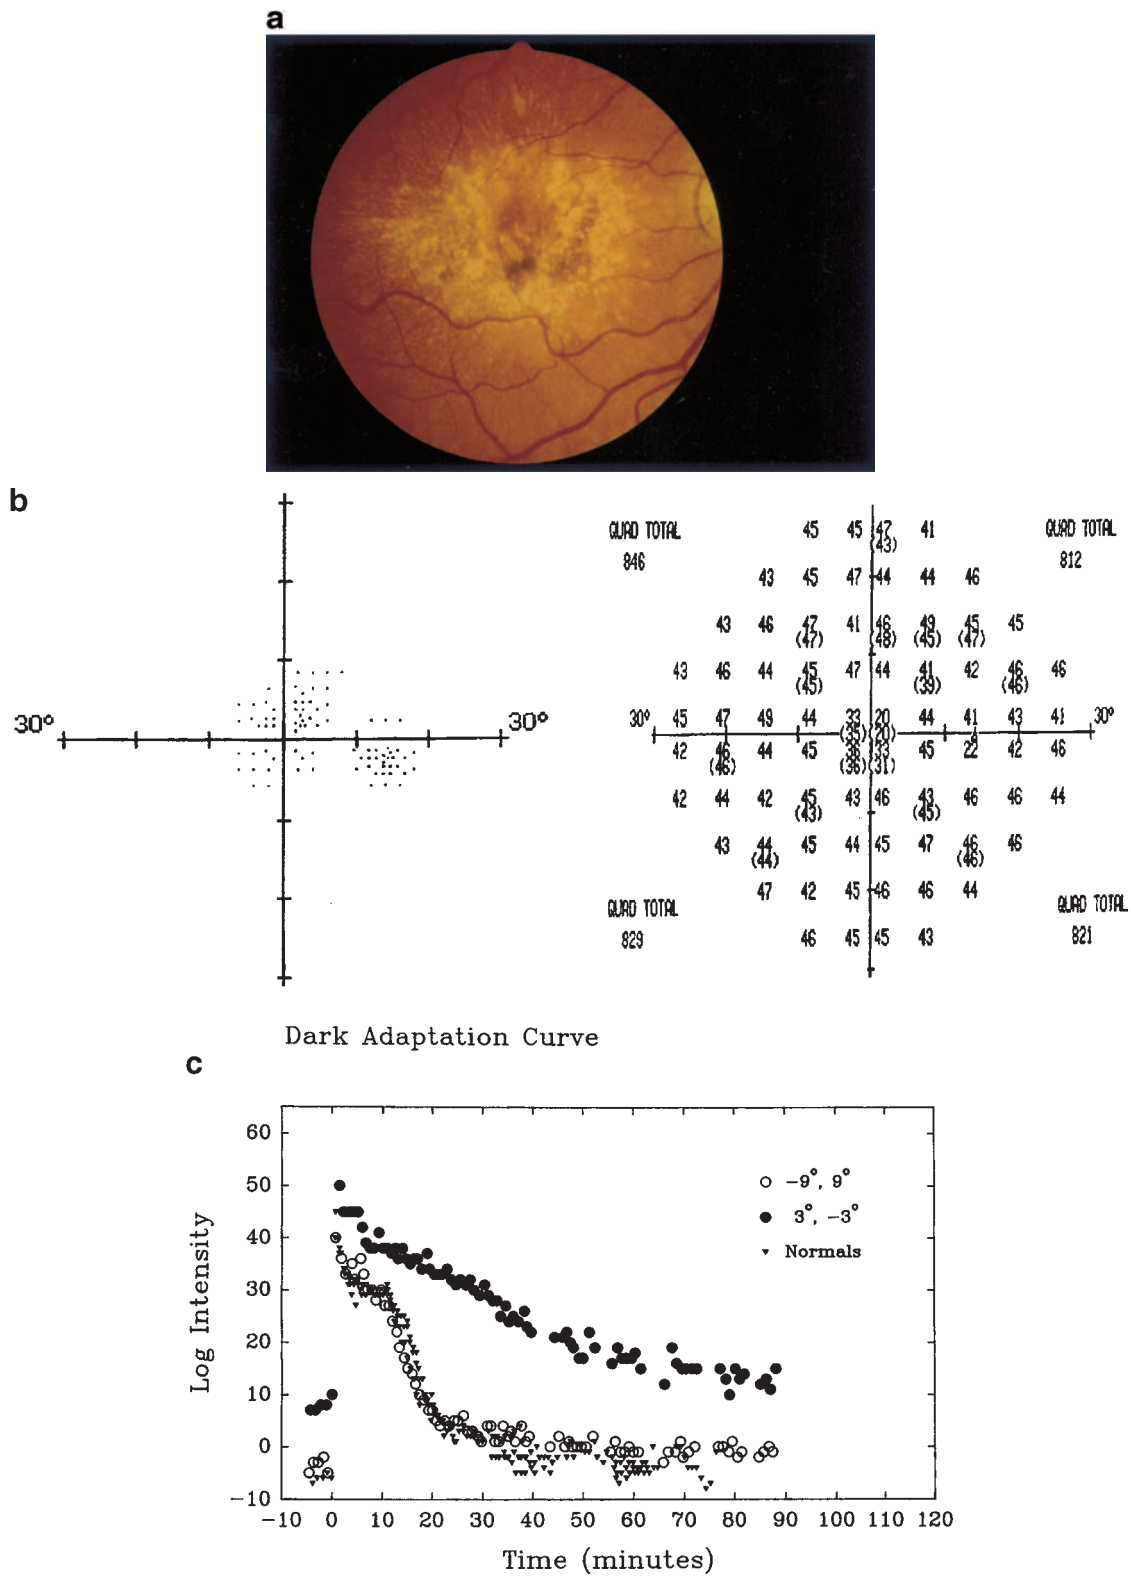 a
b
QUAD TOTAL
846
QUAD TOTAL
812
45 45 47 41
(43)
43 45 47 44 44 46
43 46 47 41 46 49 45 45
(47) (48) (45) (47)
43 46 44 45 47 44 41 42 46 46
(45) (39) (46)
30° 30°
30° 45 47 49 44 33 20 44 41 43 41 30°
(35) (20)
42 46 44 45 36 33 45 22 42 46
(36) (31)
42 44 42 45 43 46 43 46 46 44
(43) (45)
43 44 45 44 45 47 46 46
(44) (46)
47 42 45 46 46 44
QUAD TOTAL
829
QUAD TOTAL
821
46 45 45 43
Dark Adaptation Curve
c
Log Intensity
60
50
40
30
20
10
0
−10
−9°, 9°
3°, −3°
Normals
−10 0 10 20 30 40 50 60 70 80 90 100 110 120
Time (minutes)